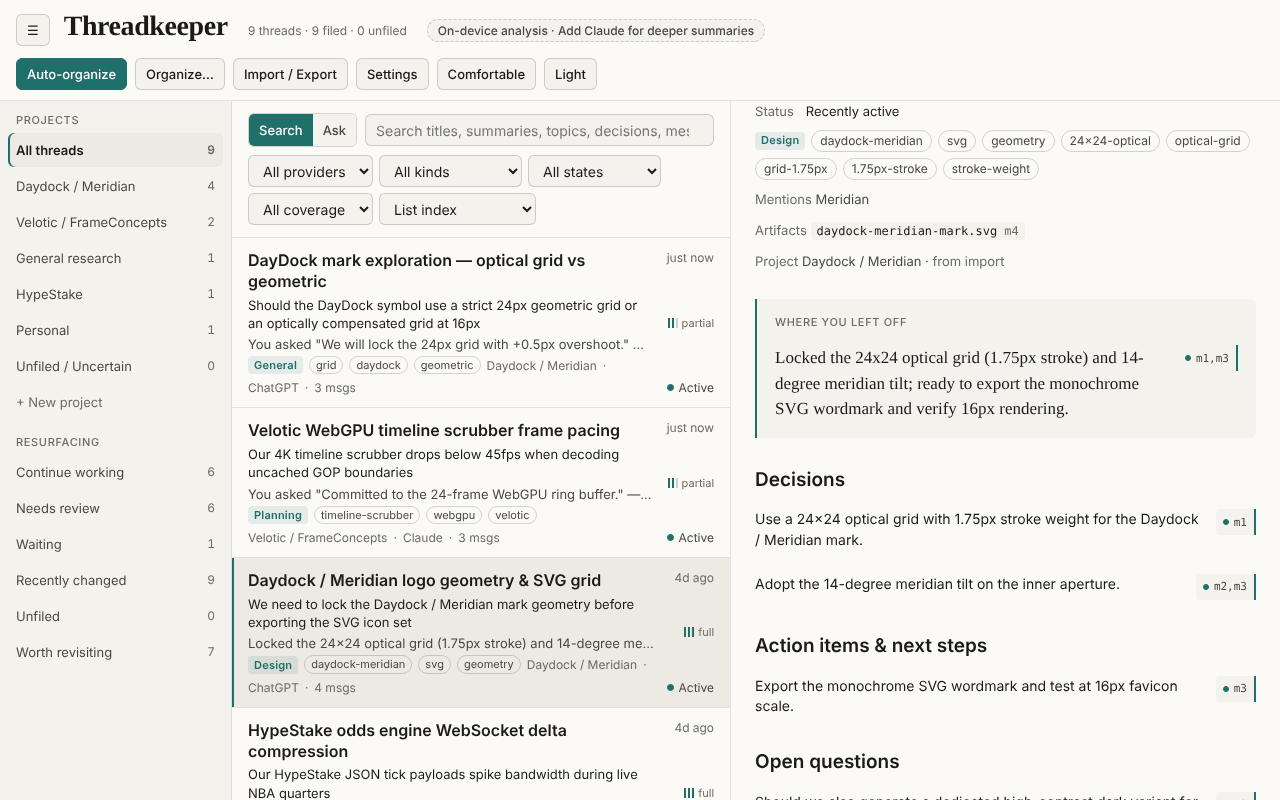 ☰
Threadkeeper
9 threads · 9 filed · 0 unfiled
On-device analysis · Add Claude for deeper summaries
Auto-organize
Organize...
Import / Export
Settings
Comfortable
Light
PROJECTS
All threads 9
Daydock / Meridian 4
Velotic / FrameConcepts 2
General research 1
HypeStake 1
Personal 1
Unfiled / Uncertain 0
+ New project
RESURFACING
Continue working 6
Needs review 6
Waiting 1
Recently changed 9
Unfiled 0
Worth revisiting 7
Search Ask
Search titles, summaries, topics, decisions, mes
All providers All kinds All states
All coverage List index
DayDock mark exploration — optical grid vs just now
geometric
Should the DayDock symbol use a strict 24px geometric grid or
an optically compensated grid at 16px partial
You asked "We will lock the 24px grid with +0.5px overshoot." ...
General grid daydock geometric Daydock / Meridian ·
ChatGPT · 3 msgs Active
Velotic WebGPU timeline scrubber frame pacing just now
Our 4K timeline scrubber drops below 45fps when decoding
uncached GOP boundaries partial
You asked "Committed to the 24-frame WebGPU ring buffer." —...
Planning timeline-scrubber webgpu velotic
Velotic / FrameConcepts · Claude · 3 msgs Active
Daydock / Meridian logo geometry & SVG grid 4d ago
We need to lock the Daydock / Meridian mark geometry before
exporting the SVG icon set full
Locked the 24×24 optical grid (1.75px stroke) and 14-degree me...
Design daydock-meridian svg geometry Daydock / Meridian ·
ChatGPT · 4 msgs Active
HypeStake odds engine WebSocket delta 4d ago
compression
Our HypeStake JSON tick payloads spike bandwidth during live
NBA quarters full
Status Recently active
Design daydock-meridian svg geometry 24×24-optical optical-grid
grid-1.75px 1.75px-stroke stroke-weight
Mentions Meridian
Artifacts daydock-meridian-mark.svg m4
Project Daydock / Meridian · from import
WHERE YOU LEFT OFF
Locked the 24x24 optical grid (1.75px stroke) and 14- m1,m3
degree meridian tilt; ready to export the monochrome
SVG wordmark and verify 16px rendering.
Decisions
Use a 24×24 optical grid with 1.75px stroke weight for the Daydock m1
/ Meridian mark.
Adopt the 14-degree meridian tilt on the inner aperture. m2,m3
Action items & next steps
Export the monochrome SVG wordmark and test at 16px favicon m3
scale.
Open questions